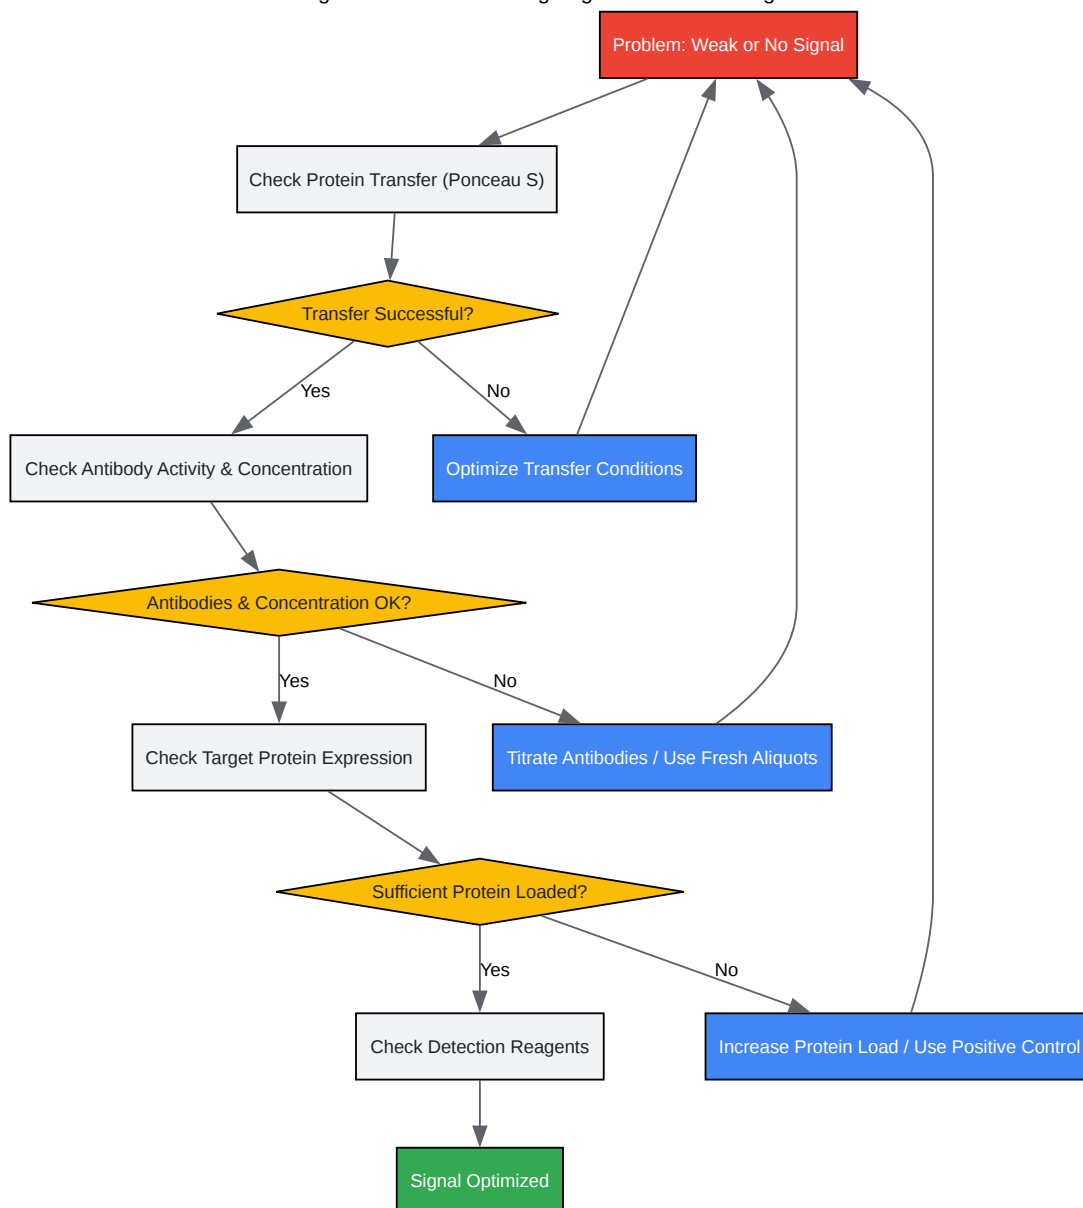 Problem: Weak or No Signal
Check Protein Transfer (Ponceau S)
Transfer Successful?
Yes
No
Check Antibody Activity & Concentration
Optimize Transfer Conditions
Antibodies & Concentration OK?
Yes
No
Check Target Protein Expression
Titrate Antibodies / Use Fresh Aliquots
Sufficient Protein Loaded?
Yes
No
Check Detection Reagents
Increase Protein Load / Use Positive Control
Signal Optimized